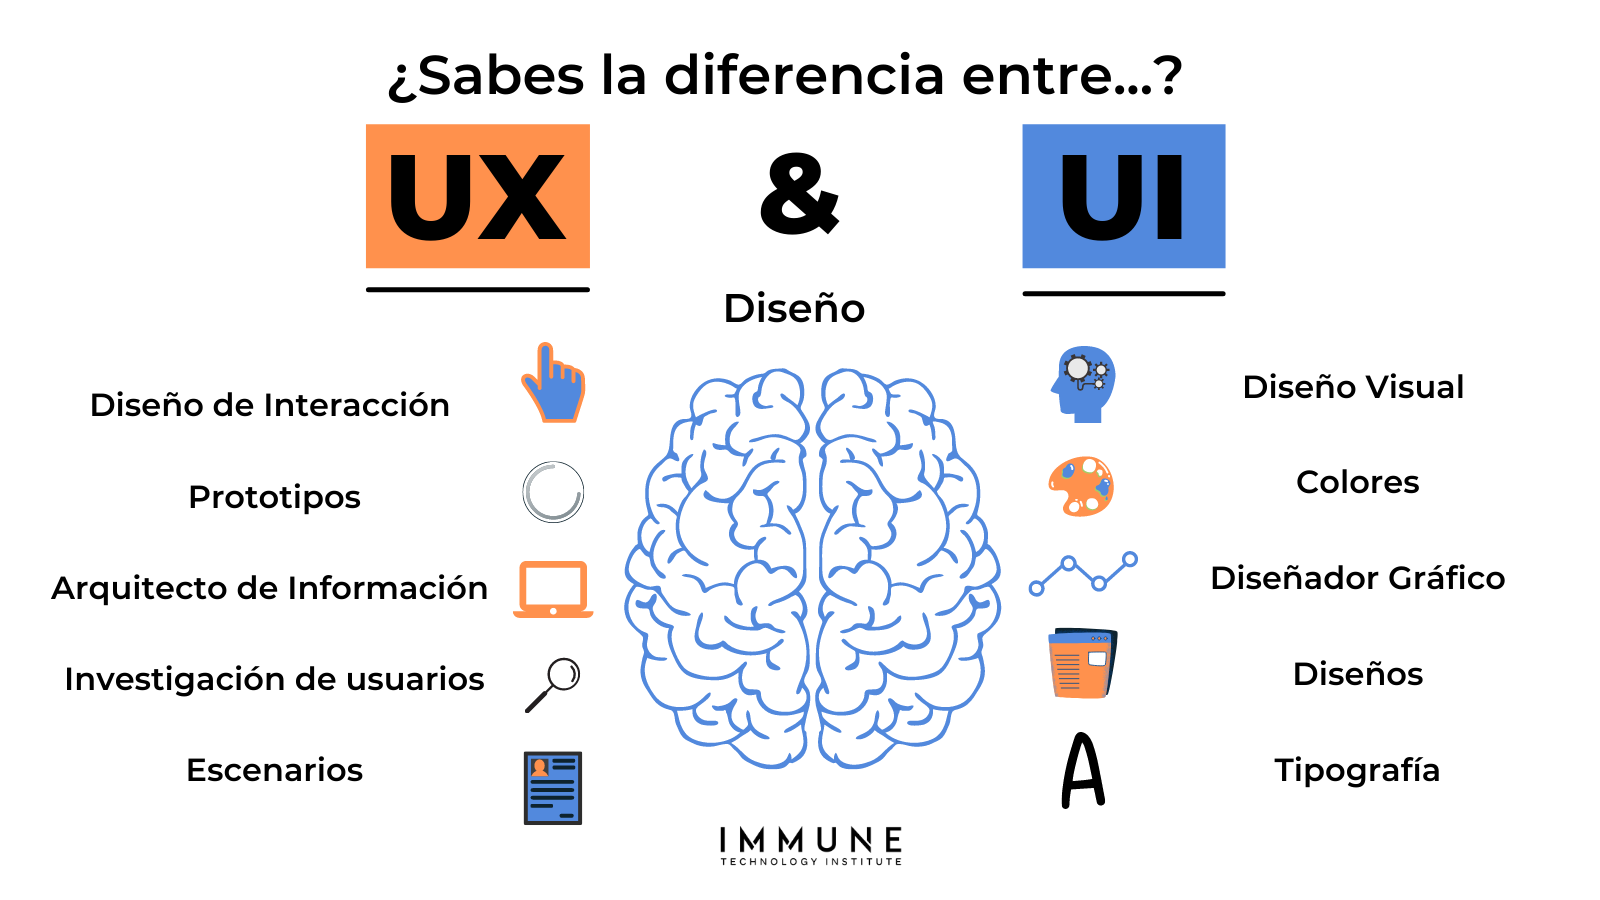 ¿Sabes la diferencia entre...?
UX
&
UI
Diseño
Diseño de Interacción
Prototipos
Arquitecto de Información
Investigación de usuarios
Escenarios
Diseño Visual
Colores
Diseñador Gráfico
Diseños
A
Tipografía
IMMUNE
TECHNOLOGY INSTITUTE